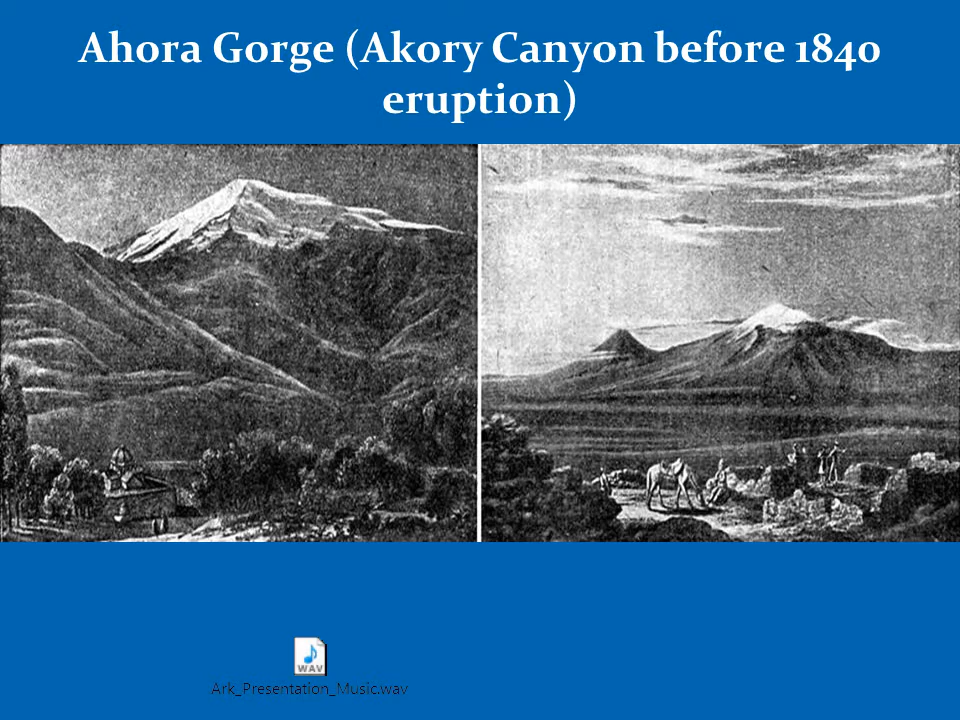 Ahora Gorge (Akory Canyon before 1840
eruption)
WAV
Ark_Presentation_Music.wav